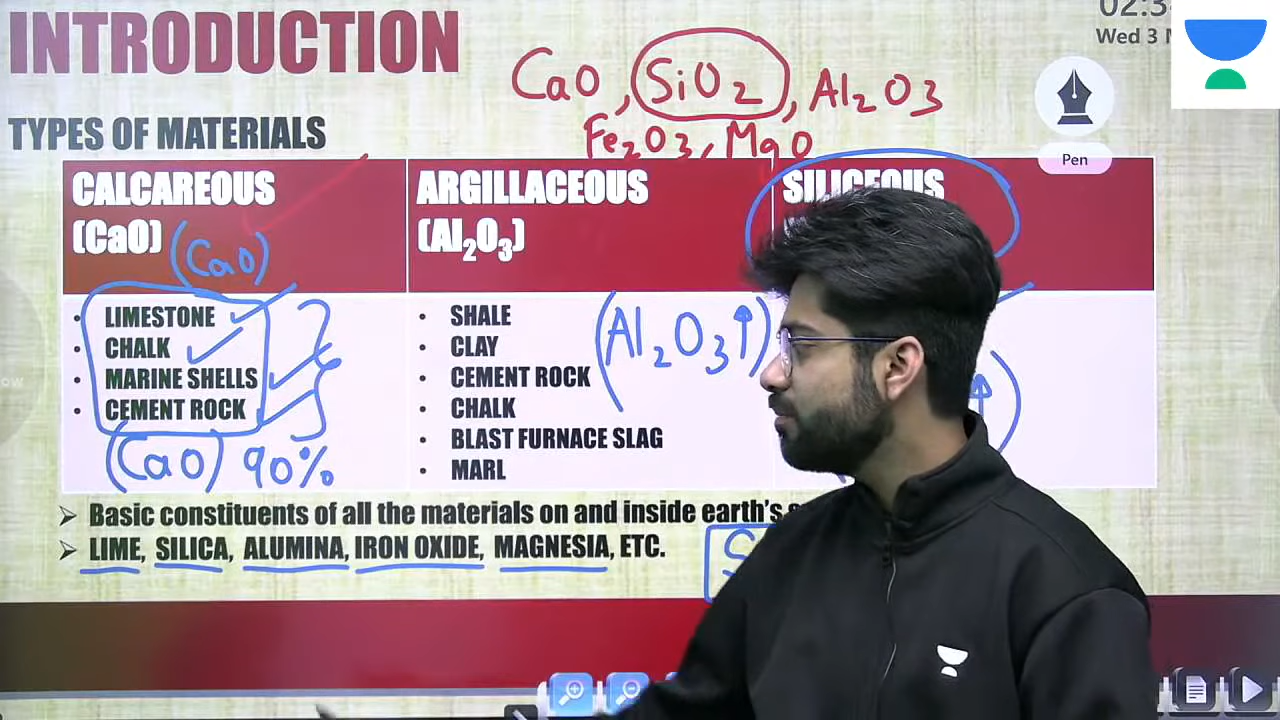 INTRODUCTION
CaO, SiO2, Al2O3
Fe2O3, MgO
Wed 3
Pen
TYPES OF MATERIALS
CALCAREOUS
(CaO)
(CaO)
ARGILLACEOUS
(Al2O3)
SILICEOUS
• LIMESTONE
• CHALK
• MARINE SHELLS
• CEMENT ROCK
(CaO) 90%
• SHALE
• CLAY
• CEMENT ROCK
• CHALK
• BLAST FURNACE SLAG
• MARL
(Al2O3↑)
➢ Basic constituents of all the materials on and inside earth's
➢ LIME, SILICA, ALUMINA, IRON OXIDE, MAGNESIA, ETC.